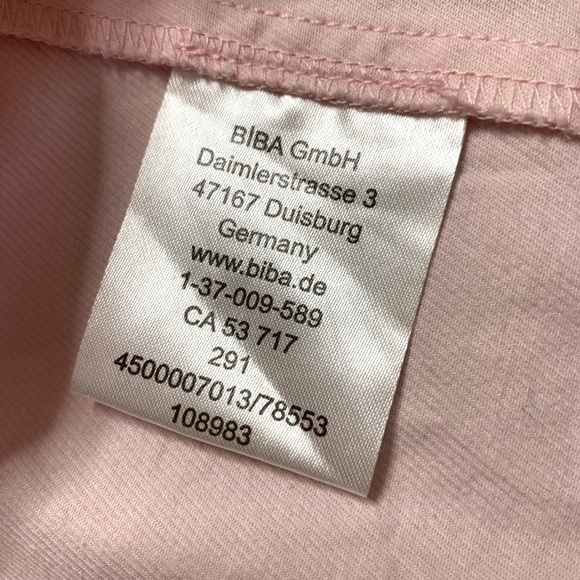 BIBA GmbH
Daimlerstrasse 3
47167 Duisburg
Germany
www.biba.de
1-37-009-589
CA 53 717
291
4500007013/78553
108983